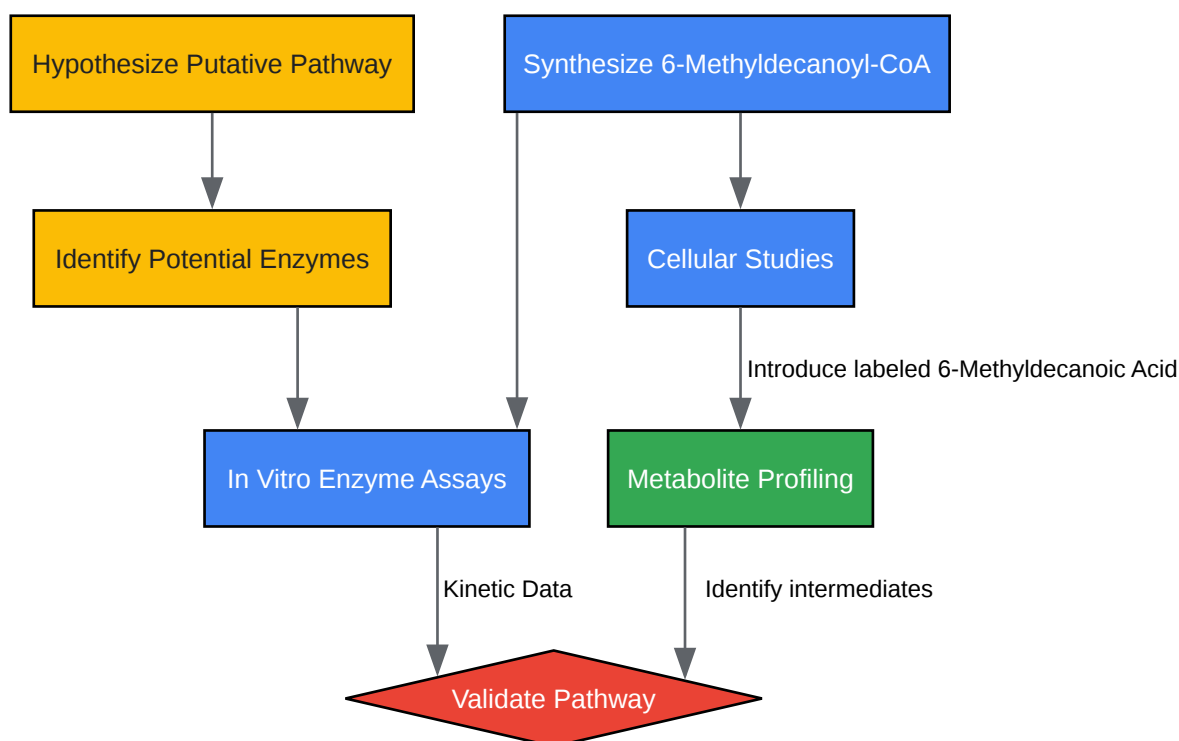 Hypothesize Putative Pathway
Synthesize 6-Methyldecanoyl-CoA
Identify Potential Enzymes
Cellular Studies
Introduce labeled 6-Methyldecanoic Acid
In Vitro Enzyme Assays
Metabolite Profiling
Kinetic Data
Identify intermediates
Validate Pathway